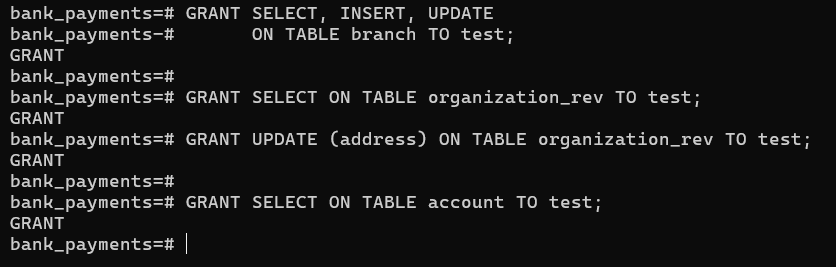 bank_payments=# GRANT SELECT, INSERT, UPDATE
bank_payments-#       ON TABLE branch TO test;
GRANT
bank_payments=#
bank_payments=# GRANT SELECT ON TABLE organization_rev TO test;
GRANT
bank_payments=# GRANT UPDATE (address) ON TABLE organization_rev TO test;
GRANT
bank_payments=#
bank_payments=# GRANT SELECT ON TABLE account TO test;
GRANT
bank_payments=#